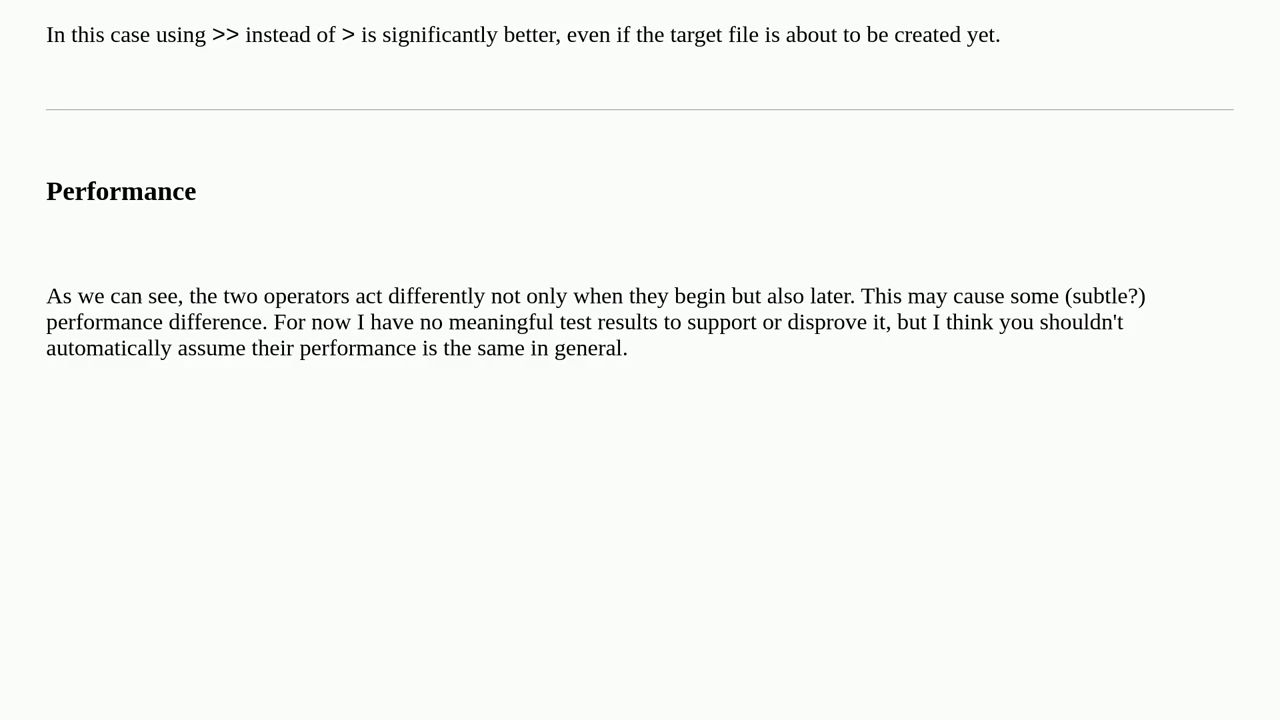 In this case using >> instead of > is significantly better, even if the target file is about to be created yet.
Performance
As we can see, the two operators act differently not only when they begin but also later. This may cause some (subtle?)
performance difference. For now I have no meaningful test results to support or disprove it, but I think you shouldn't
automatically assume their performance is the same in general.